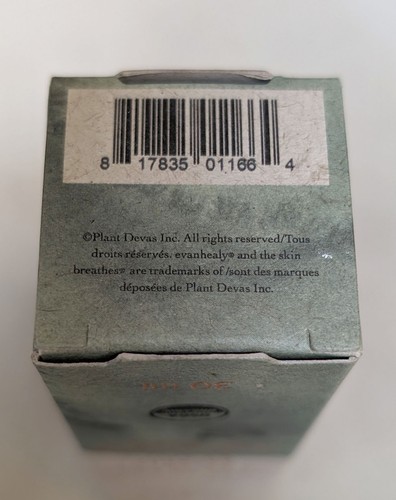 8 17835 01166 4
©Plant Devas Inc. All rights reserved/Tous
droits réservés. evanhealy® and the skin
breathes® are trademarks of /sont des marques
déposées de Plant Devas Inc.